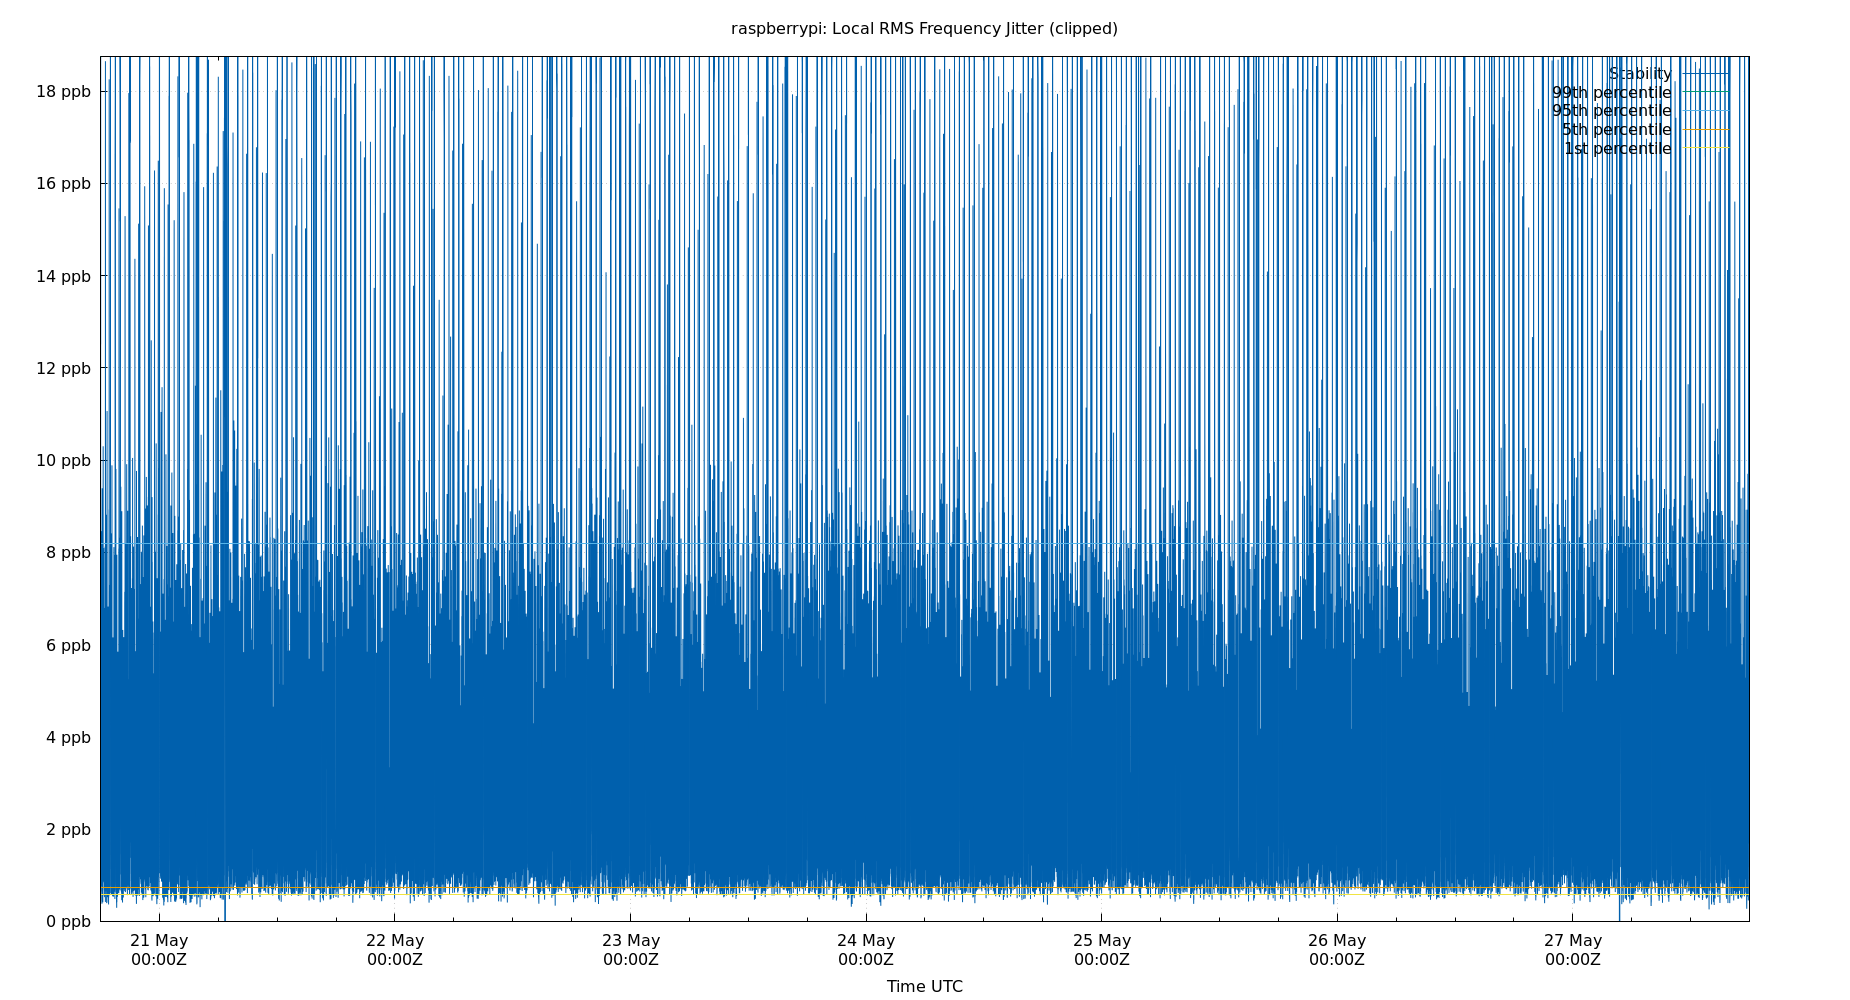 raspberrypi: Local RMS Frequency Jitter (clipped)
18 ppb
16 ppb
14 ppb
12 ppb
10 ppb
8 ppb
6 ppb
4 ppb
2 ppb
0 ppb
Stability
99th percentile
95th percentile
5th percentile
1st percentile
21 May 22 May 23 May 24 May 25 May 26 May 27 May
00:00Z 00:00Z 00:00Z 00:00Z 00:00Z 00:00Z 00:00Z
Time UTC